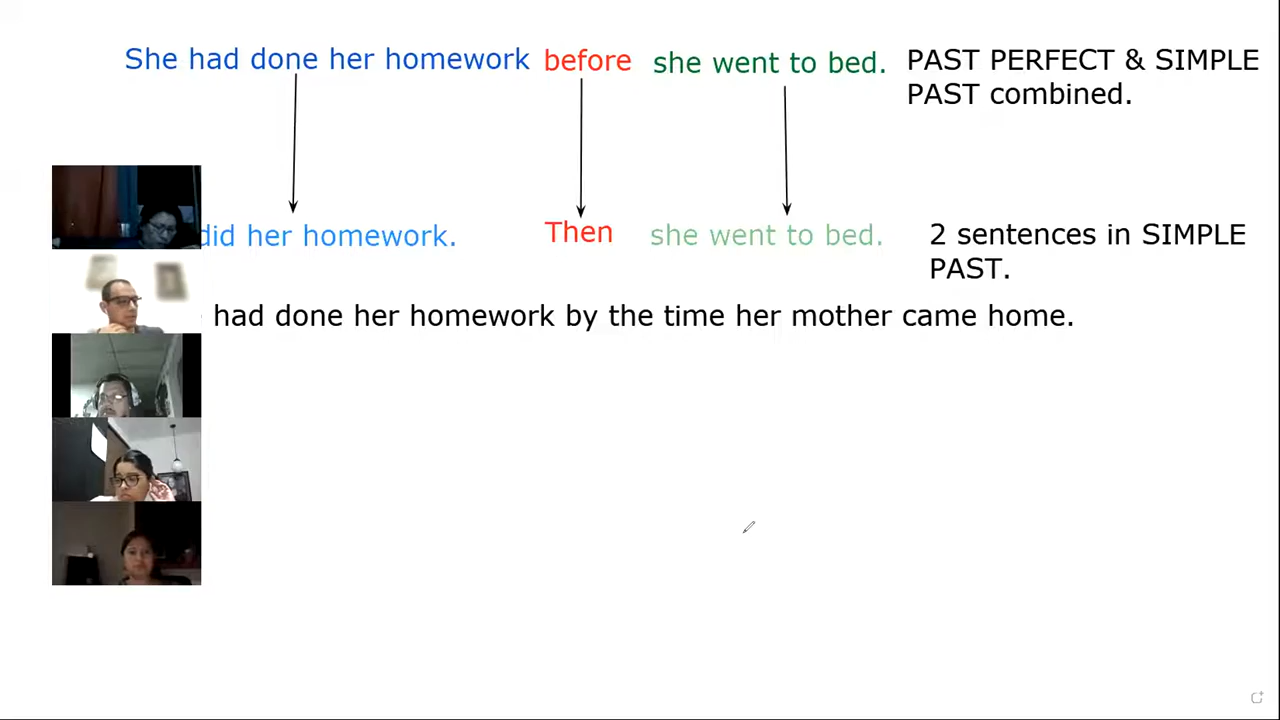 She had done her homework before she went to bed. PAST PERFECT & SIMPLE
PAST combined.
did her homework. Then she went to bed. 2 sentences in SIMPLE
PAST.
had done her homework by the time her mother came home.